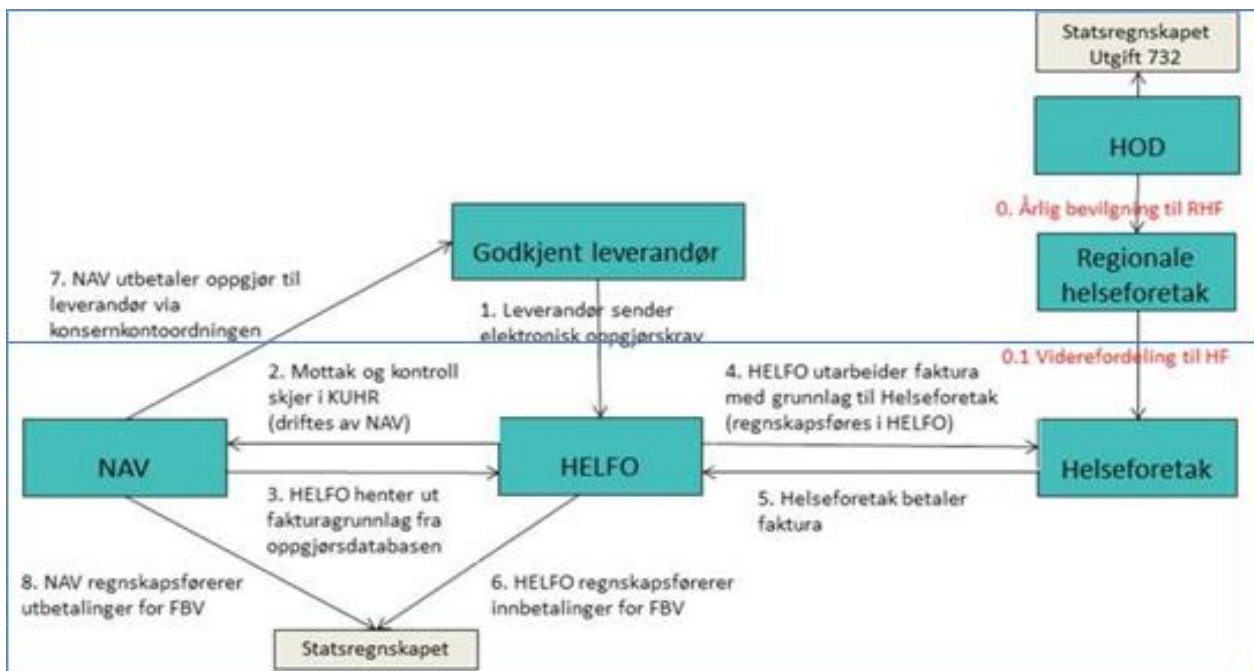 Statsregnskapet
Utgift 732
HOD
0. Årlig bevilgning til RHF
Godkjent leverandør
Regionale
helseforetak
7. NAV utbetaler oppgjør til
leverandør via
konsernkontoordningen
1. Leverandør sender
elektronisk oppgjørskrav
0.1 Viderefordeling til HF
2. Mottak og kontroll
skjer i KUHR
(driftes av NAV)
4. HELFO utarbeider faktura
med grunnlag til Helseforetak
(regnskapsføres i HELFO)
NAV
HELFO
Helseforetak
3. HELFO henter ut
fakturagrunnlag fra
oppgjørsdatabasen
5. Helseforetak betaler
faktura
8. NAV regnskapsførerer
utbetalinger for FBV
6. HELFO regnskapsførerer
innbetalinger for FBV
Statsregnskapet